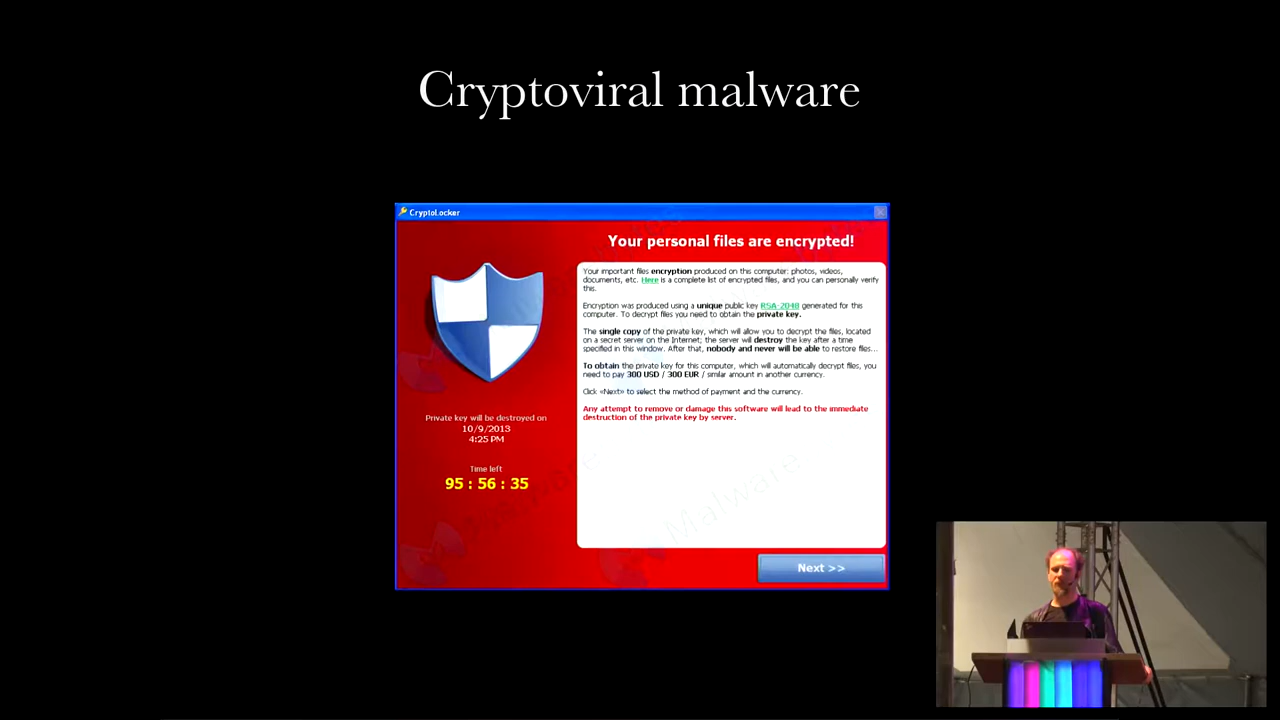 Cryptoviral malware
CryptoLocker
Your personal files are encrypted!
Your important files encryption produced on this computer: photos, videos,
documents, etc. Here is a complete list of encrypted files, and you can personally verify
this.
Encryption was produced using a unique public key RSA-2048 generated for this
computer. To decrypt files you need to obtain the private key.
The single copy of the private key, which will allow you to decrypt the files, located
on a secret server on the Internet; the server will destroy the key after a time
specified in this window. After that, nobody and never will be able to restore files...
To obtain the private key for this computer, which will automatically decrypt files, you
need to pay 300 USD / 300 EUR / similar amount in another currency.
Click «Next» to select the method of payment and the currency.
Any attempt to remove or damage this software will lead to the immediate
destruction of the private key by server.
Private key will be destroyed on
10/9/2013
4:25 PM
Time left
95 : 56 : 35
Malware
Next >>